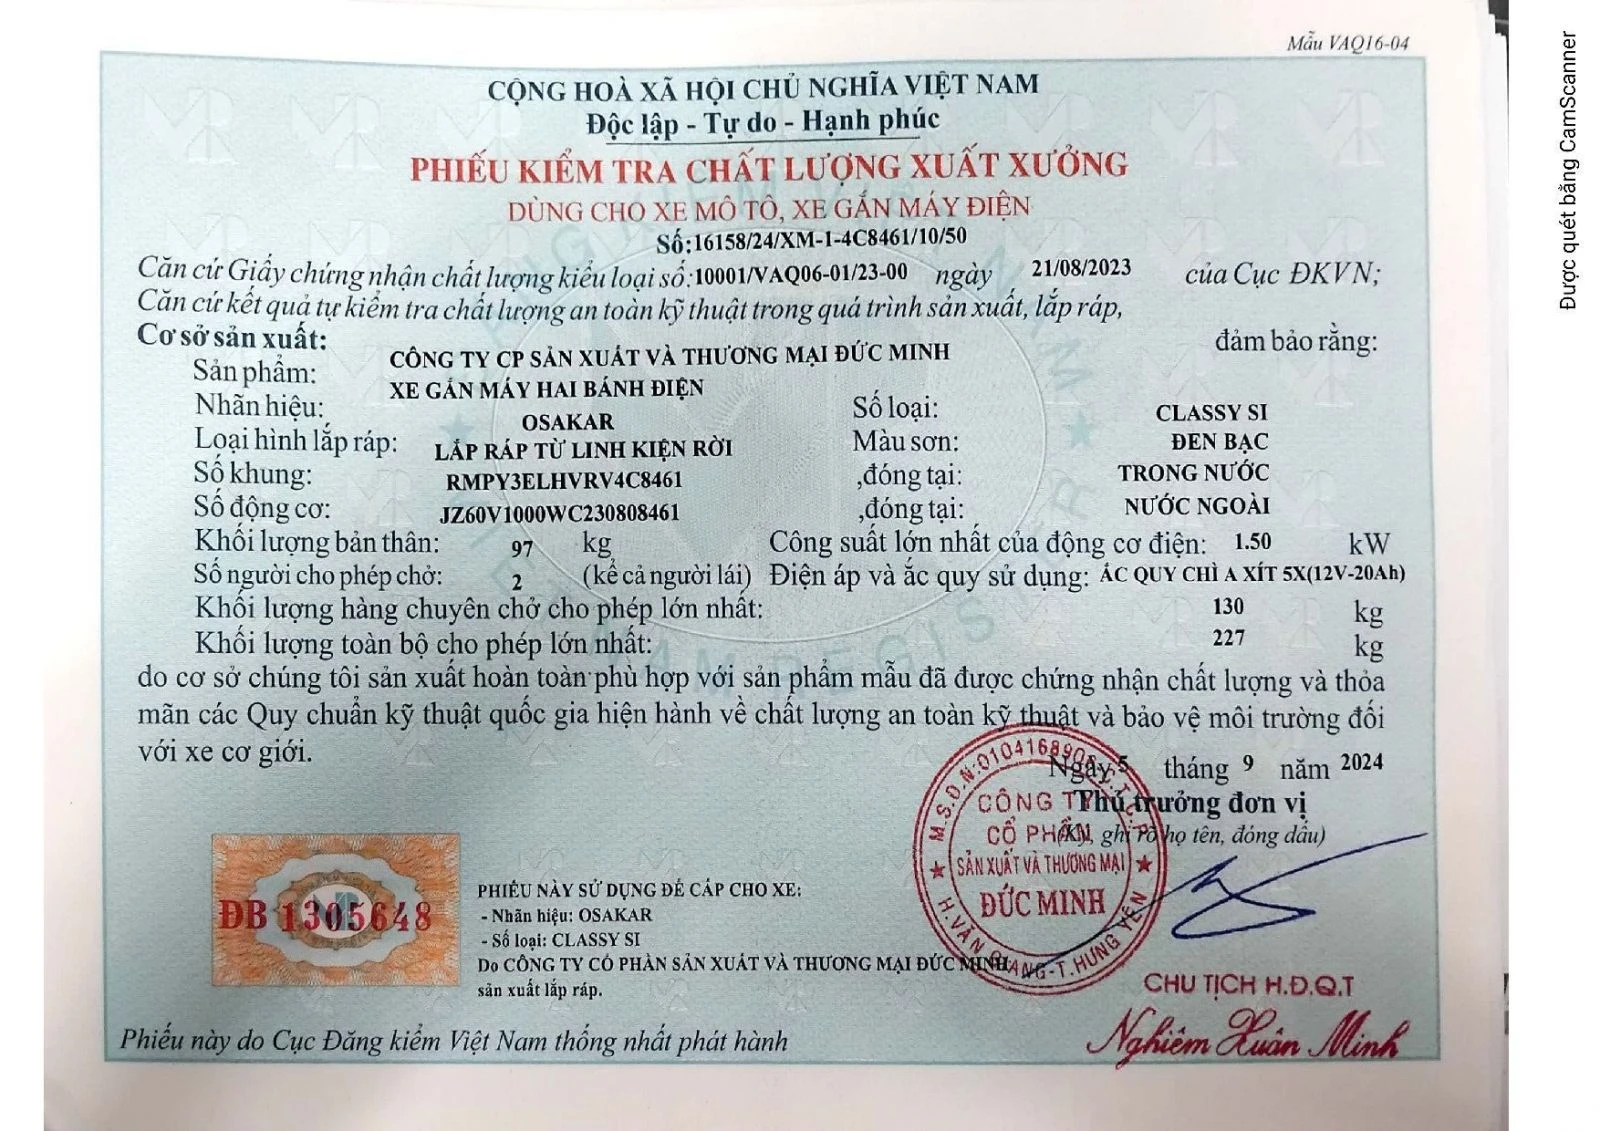 Mẫu VAQ16-04
CỘNG HOÀ XÃ HỘI CHỦ NGHĨA VIỆT NAM
Độc lập - Tự do - Hạnh phúc
PHIẾU KIỂM TRA CHẤT LƯỢNG XUẤT XƯỞNG
DÙNG CHO XE MÔ TÔ, XE GẮN MÁY ĐIỆN
Số:16158/24/XM-1-4C8461/10/50
Căn cứ Giấy chứng nhận chất lượng kiểu loại số:10001/VAQ06-01/23-00 ngày 21/08/2023 của Cục ĐKVN;
Căn cứ kết quả tự kiểm tra chất lượng an toàn kỹ thuật trong quá trình sản xuất, lắp ráp,
Cơ sở sản xuất: CÔNG TY CP SẢN XUẤT VÀ THƯƠNG MẠI ĐỨC MINH đảm bảo rằng:
Sản phẩm: XE GẮN MÁY HAI BÁNH ĐIỆN
Nhãn hiệu: OSAKAR Số loại: CLASSY SI
Loại hình lắp ráp: LẮP RÁP TỪ LINH KIỆN RỜI Màu sơn: ĐEN BẠC
Số khung: RMPY3ELHVRV4C8461 ,đóng tại: TRONG NƯỚC
Số động cơ: JZ60V1000WC230808461 ,đóng tại: NƯỚC NGOÀI
Khối lượng bản thân: 97 kg Công suất lớn nhất của động cơ điện: 1.50 kW
Số người cho phép chở: 2 (kể cả người lái) Điện áp và ắc quy sử dụng: ẮC QUY CHÌ A XÍT 5X(12V-20Ah)
Khối lượng hàng chuyên chở cho phép lớn nhất: 130 kg
Khối lượng toàn bộ cho phép lớn nhất: 227 kg
do cơ sở chúng tôi sản xuất hoàn toàn phù hợp với sản phẩm mẫu đã được chứng nhận chất lượng và thỏa
mãn các Quy chuẩn kỹ thuật quốc gia hiện hành về chất lượng an toàn kỹ thuật và bảo vệ môi trường đối
với xe cơ giới.
Ngày 5 tháng 9 năm 2024
Thủ trưởng đơn vị
(Ký, ghi rõ họ tên, đóng dấu)
M.S.D.N:0104168905-C.T.C.P
CÔNG TY
CỔ PHẦN
SẢN XUẤT VÀ THƯƠNG MẠI
ĐỨC MINH
H.VĂN GIANG-T.HƯNG YÊN
ĐB 1305648
PHIẾU NÀY SỬ DỤNG ĐỂ CẤP CHO XE:
- Nhãn hiệu: OSAKAR
- Số loại: CLASSY SI
Do CÔNG TY CỔ PHẦN SẢN XUẤT VÀ THƯƠNG MẠI ĐỨC MINH
sản xuất lắp ráp.
CHỦ TỊCH H.Đ.Q.T
Nghiêm Xuân Minh
Phiếu này do Cục Đăng kiểm Việt Nam thống nhất phát hành
Được quét bằng CamScanner